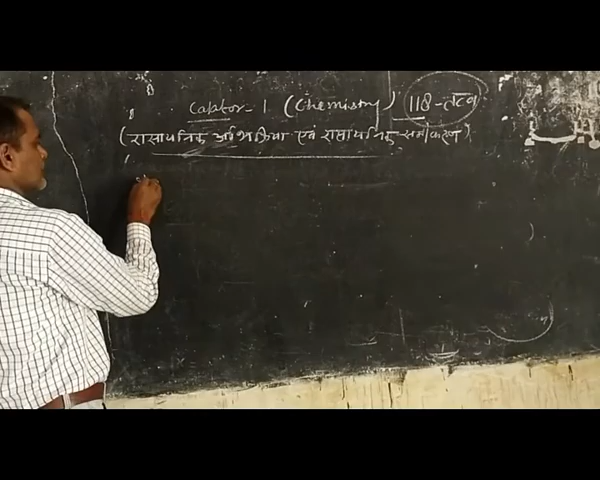 Captor-1 (Chemistry) 118-तत्व
(रासायनिक अभिक्रिया एवं रासायनिक समीकरण)